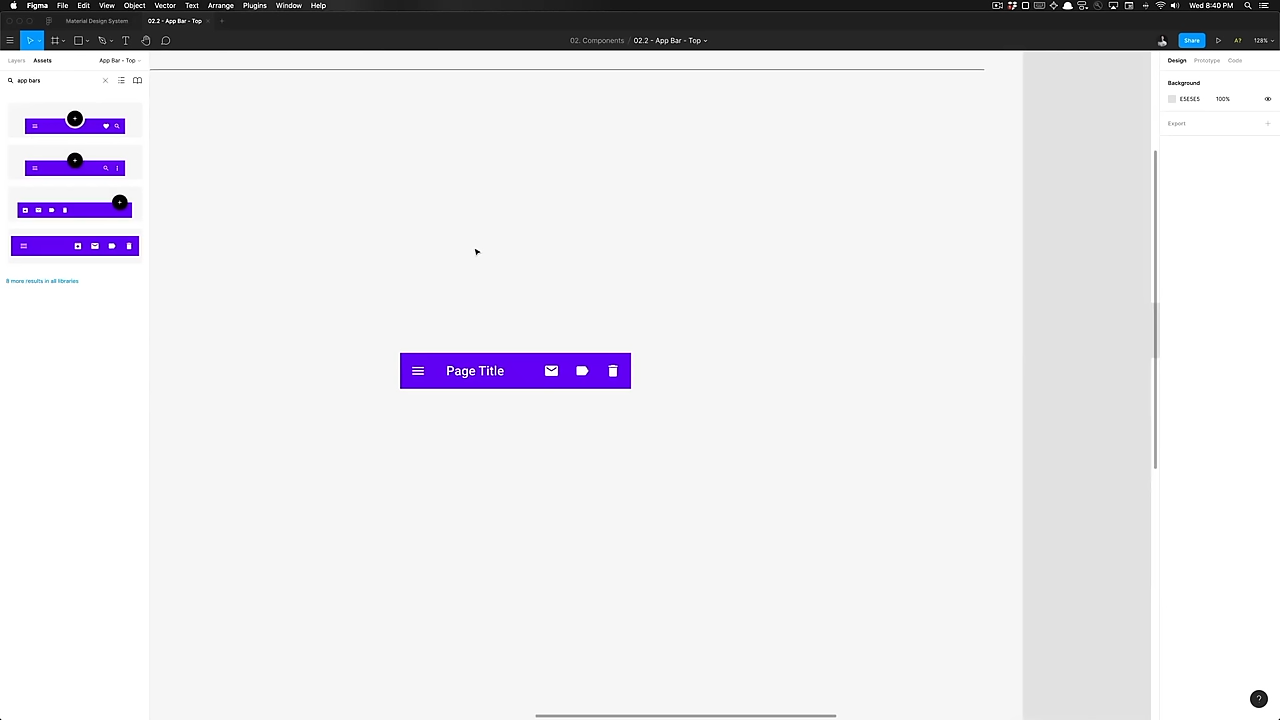 Figma File Edit View Object Vector Text Arrange Plugins Window Help Wed 8:40 PM
Material Design System 02.2 - App Bar - Top
02. Components / 02.2 - App Bar - Top Share A? 128%
Layers Assets App Bar - Top Design Prototype Code
app bars
Background
E5E5E5 100%
Export
8 more results in all libraries
Page Title
?